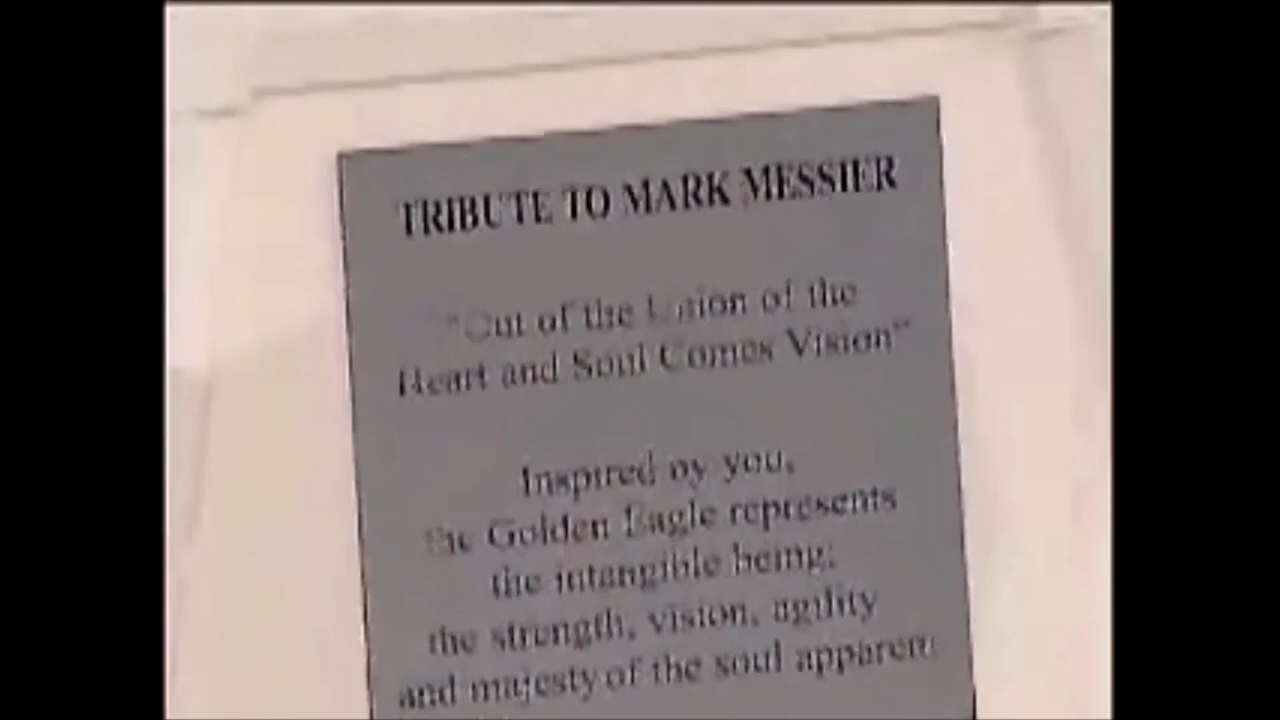 TRIBUTE TO MARK MESSIER
"Out of the Union of the
Heart and Soul Comes Vision"
Inspired by you,
the Golden Eagle represents
the intangible being;
the strength, vision, agility
and majesty of the soul apparent